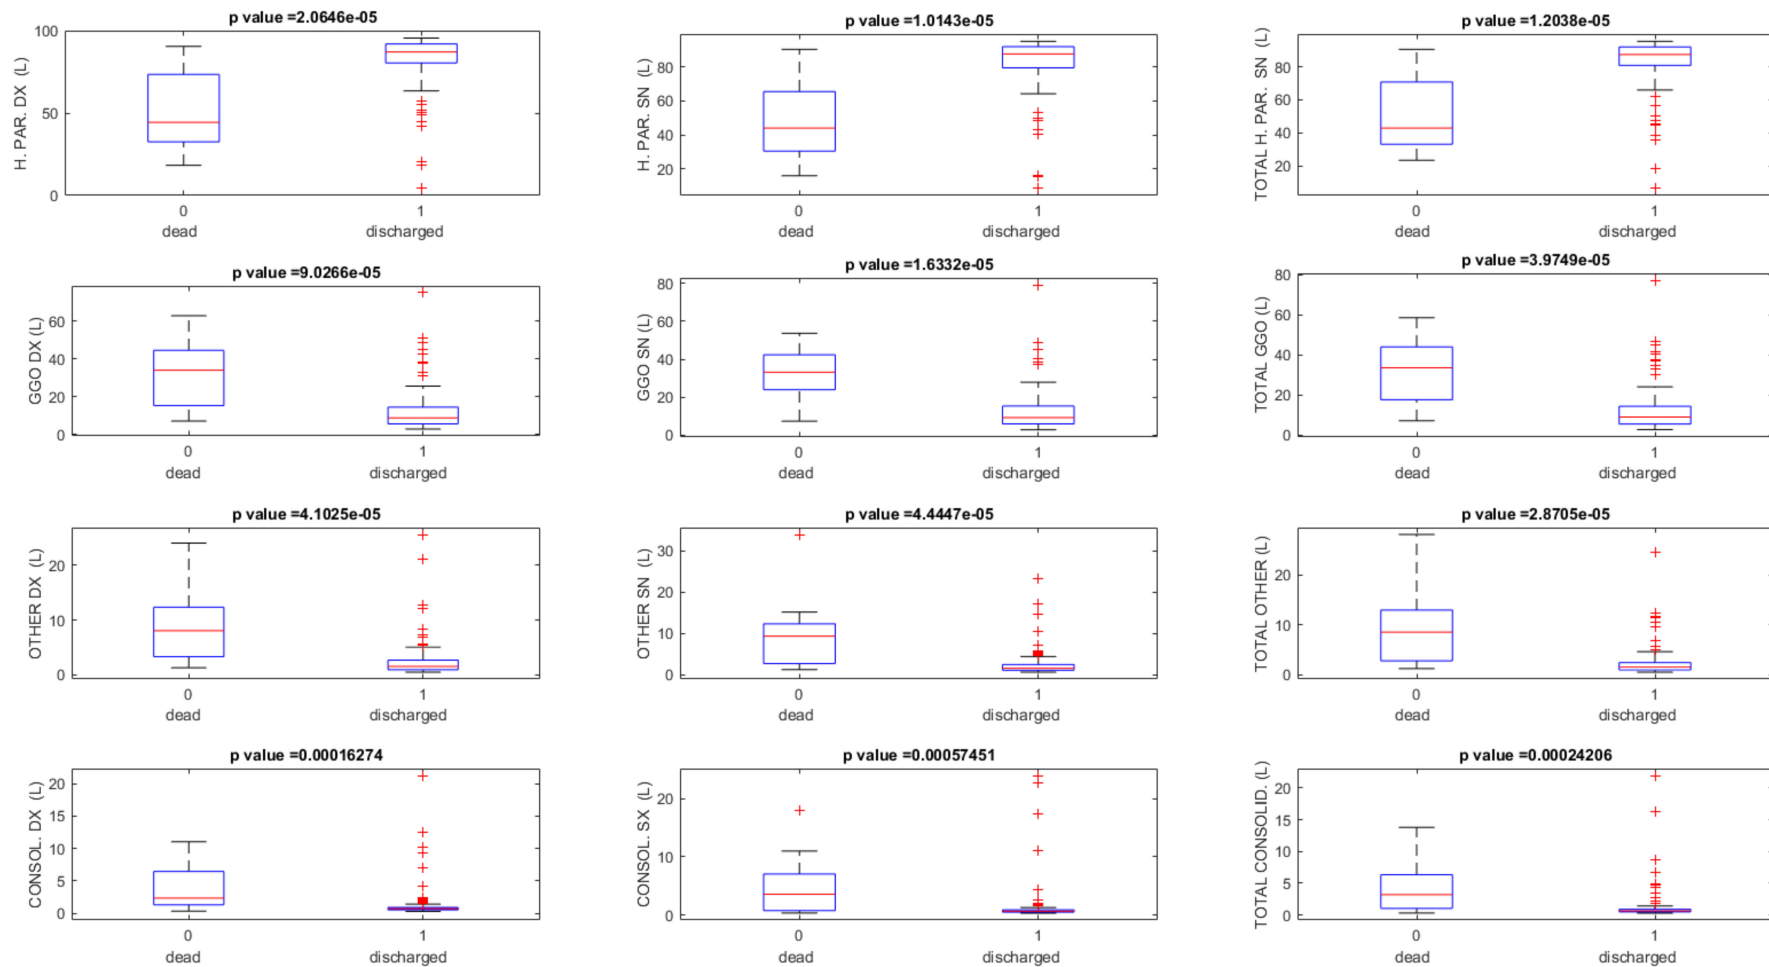 p value =2.0646e-05
H. PAR. DX (L)
100
50
0
0
1
dead
discharged
p value =1.0143e-05
H. PAR. SN (L)
80
60
40
20
0
1
dead
discharged
p value =1.2038e-05
TOTAL H. PAR. SN (L)
80
60
40
20
0
1
dead
discharged
p value =9.0266e-05
GGO DX (L)
60
40
20
0
0
1
dead
discharged
p value =1.6332e-05
GGO SN (L)
80
60
40
20
0
0
1
dead
discharged
p value =3.9749e-05
TOTAL GGO (L)
80
60
40
20
0
0
1
dead
discharged
p value =4.1025e-05
OTHER DX (L)
20
10
0
0
1
dead
discharged
p value =4.4447e-05
OTHER SN (L)
30
20
10
0
0
1
dead
discharged
p value =2.8705e-05
TOTAL OTHER (L)
20
10
0
0
1
dead
discharged
p value =0.00016274
CONSOL. DX (L)
20
15
10
5
0
0
1
dead
discharged
p value =0.00057451
CONSOL. SX (L)
20
10
0
0
1
dead
discharged
p value =0.00024206
TOTAL CONSOLID. (L)
20
15
10
5
0
0
1
dead
discharged